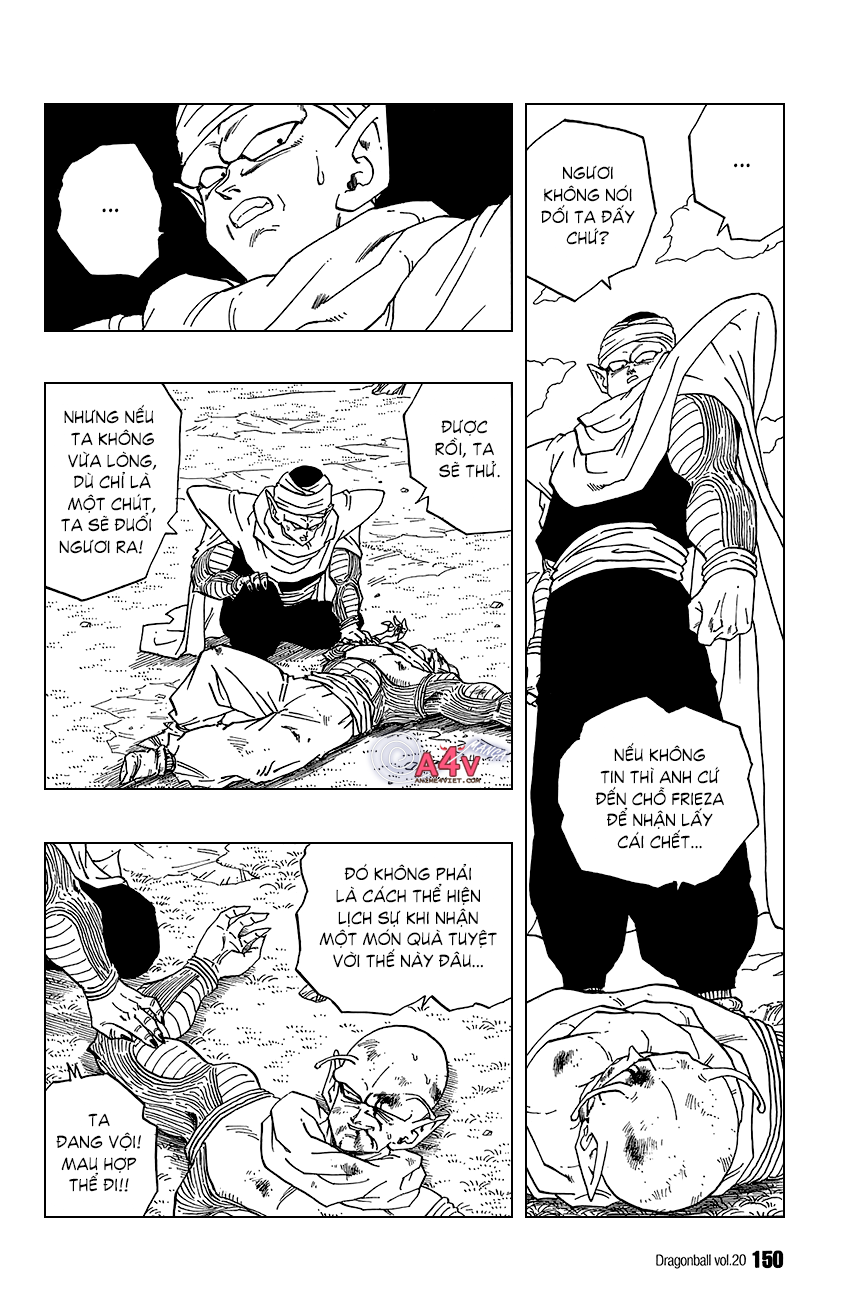 ...
NGƯƠI
KHÔNG NÓI
DỐI TA ĐẤY
CHỨ?
NẾU KHÔNG
TIN THÌ ANH CỨ
ĐẾN CHỖ FRIEZA
ĐỂ NHẬN LẤY
CÁI CHẾT...
...
ĐƯỢC
RỒI, TA
SẼ THỬ.
NHƯNG NẾU
TA KHÔNG
VỪA LÒNG,
DÙ CHỈ LÀ
MỘT CHÚT,
TA SẼ ĐUỔI
NGƯƠI RA!
A4V
ANIME4VIET.COM
ĐÓ KHÔNG PHẢI
LÀ CÁCH THỂ HIỆN
LỊCH SỰ KHI NHẬN
MỘT MÓN QUÀ TUYỆT
VỜI THẾ NÀY ĐÂU...
TA
ĐANG VỘI!
MAU HỢP
THỂ ĐI!!
Dragonball vol.20 150